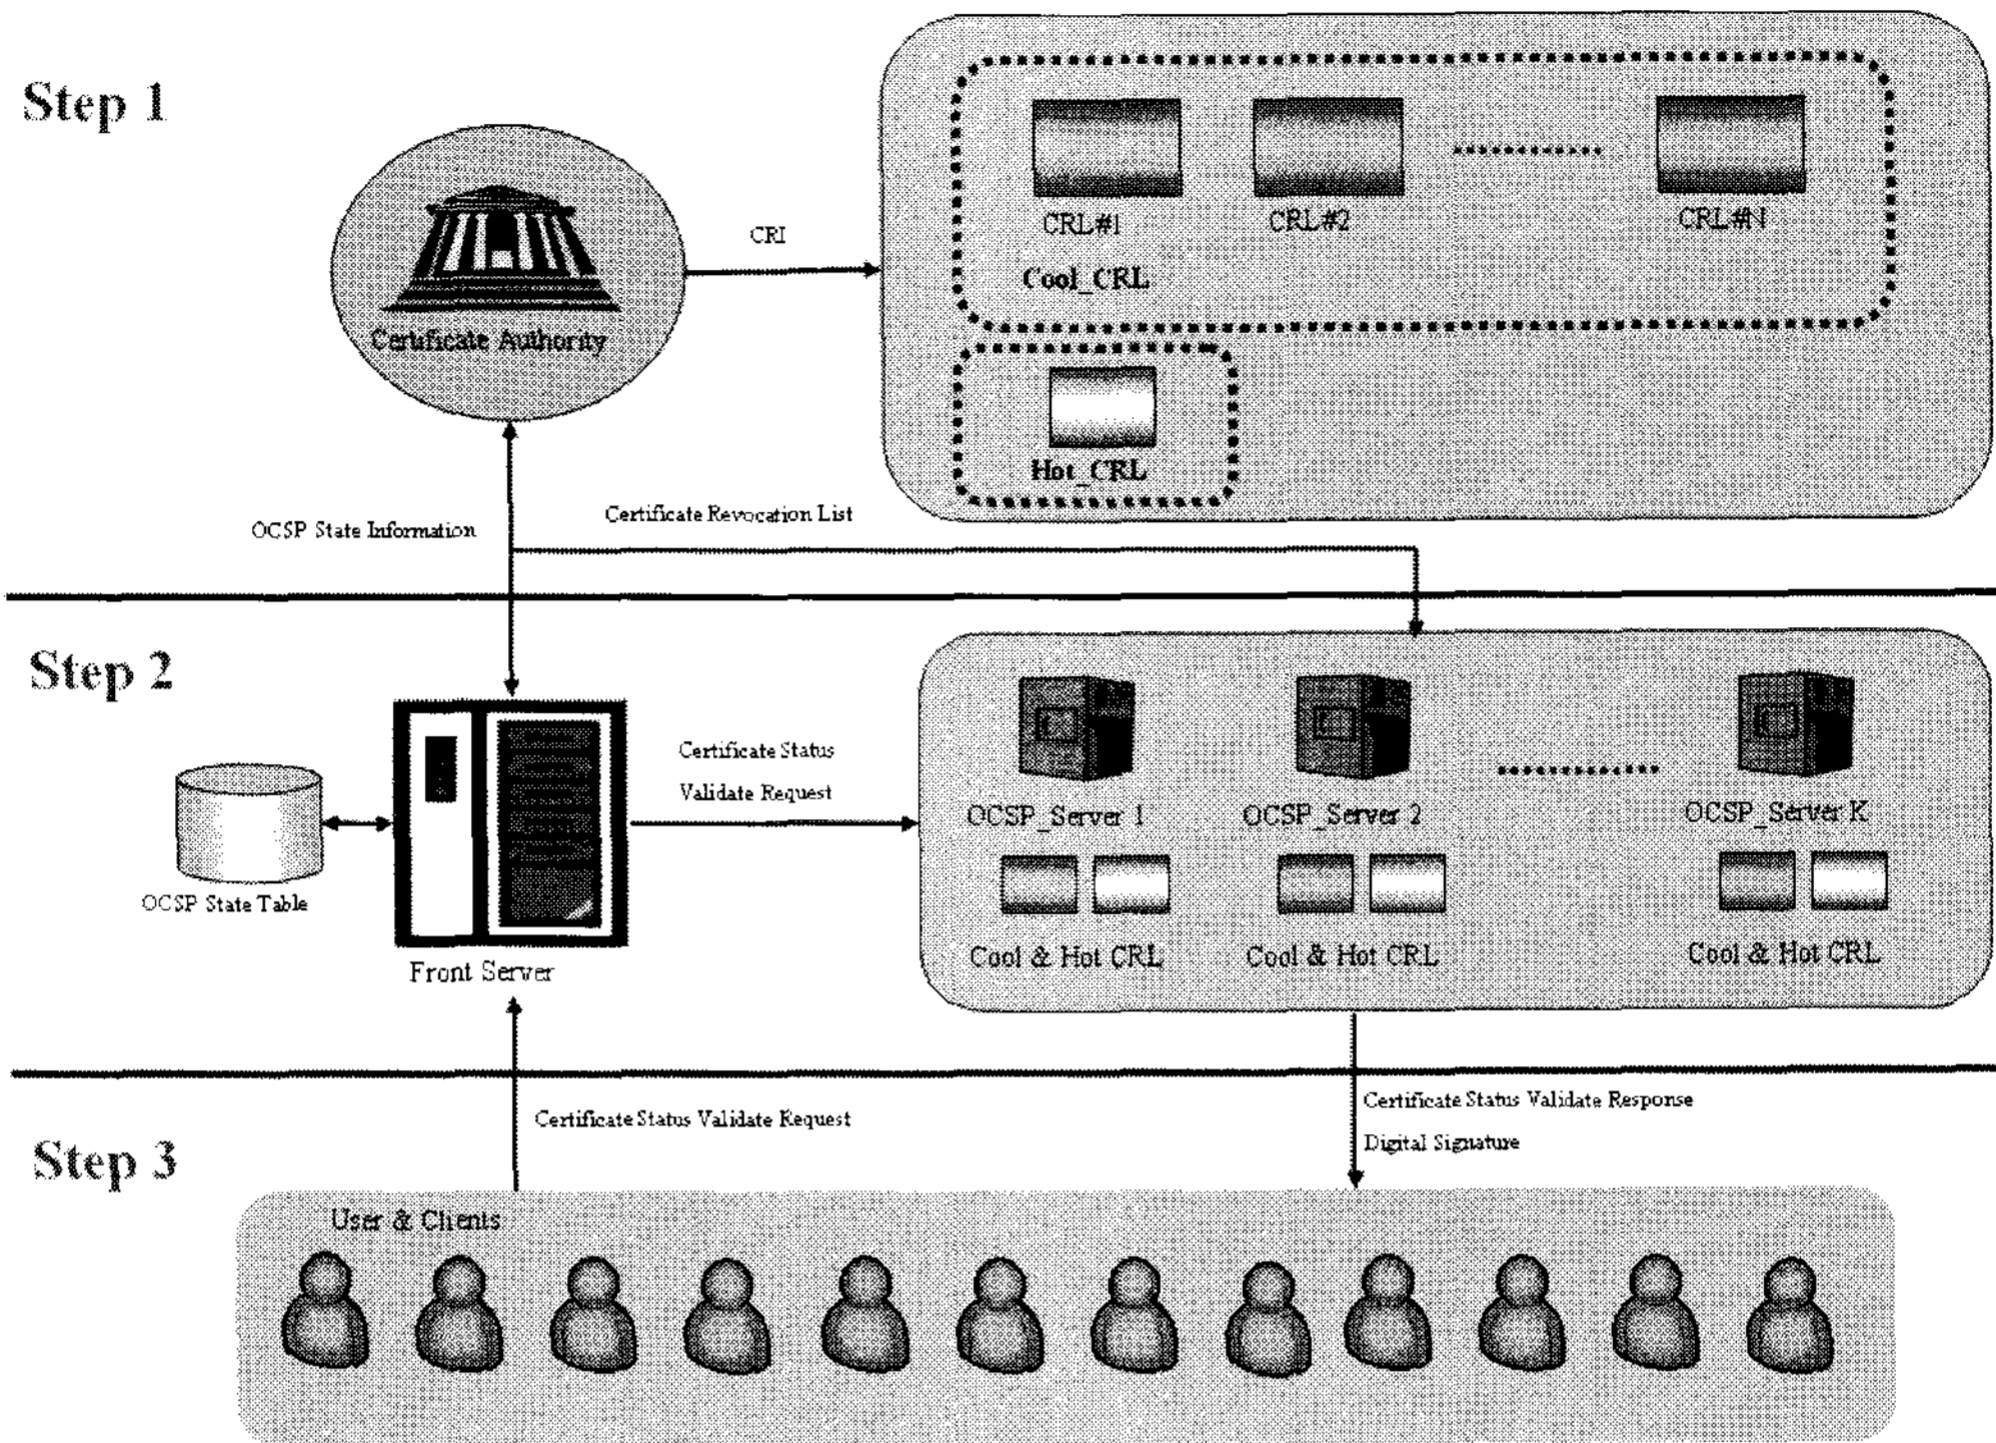 Step 1
CRL#1
CRL#2
CRL#N
CRI
Cool_CRL
Certificate Authority
Hot_CRL
Certificate Revocation List
OCSP State Information
Step 2
Certificate Status
Validate Request
OCSP_Server 1
OCSP_Server 2
OCSP_Server K
OCSP State Table
Cool & Hot CRL
Cool & Hot CRL
Cool & Hot CRL
Front Server
Certificate Status Validate Request
Certificate Status Validate Response
Digital Signature
Step 3
User & Clients